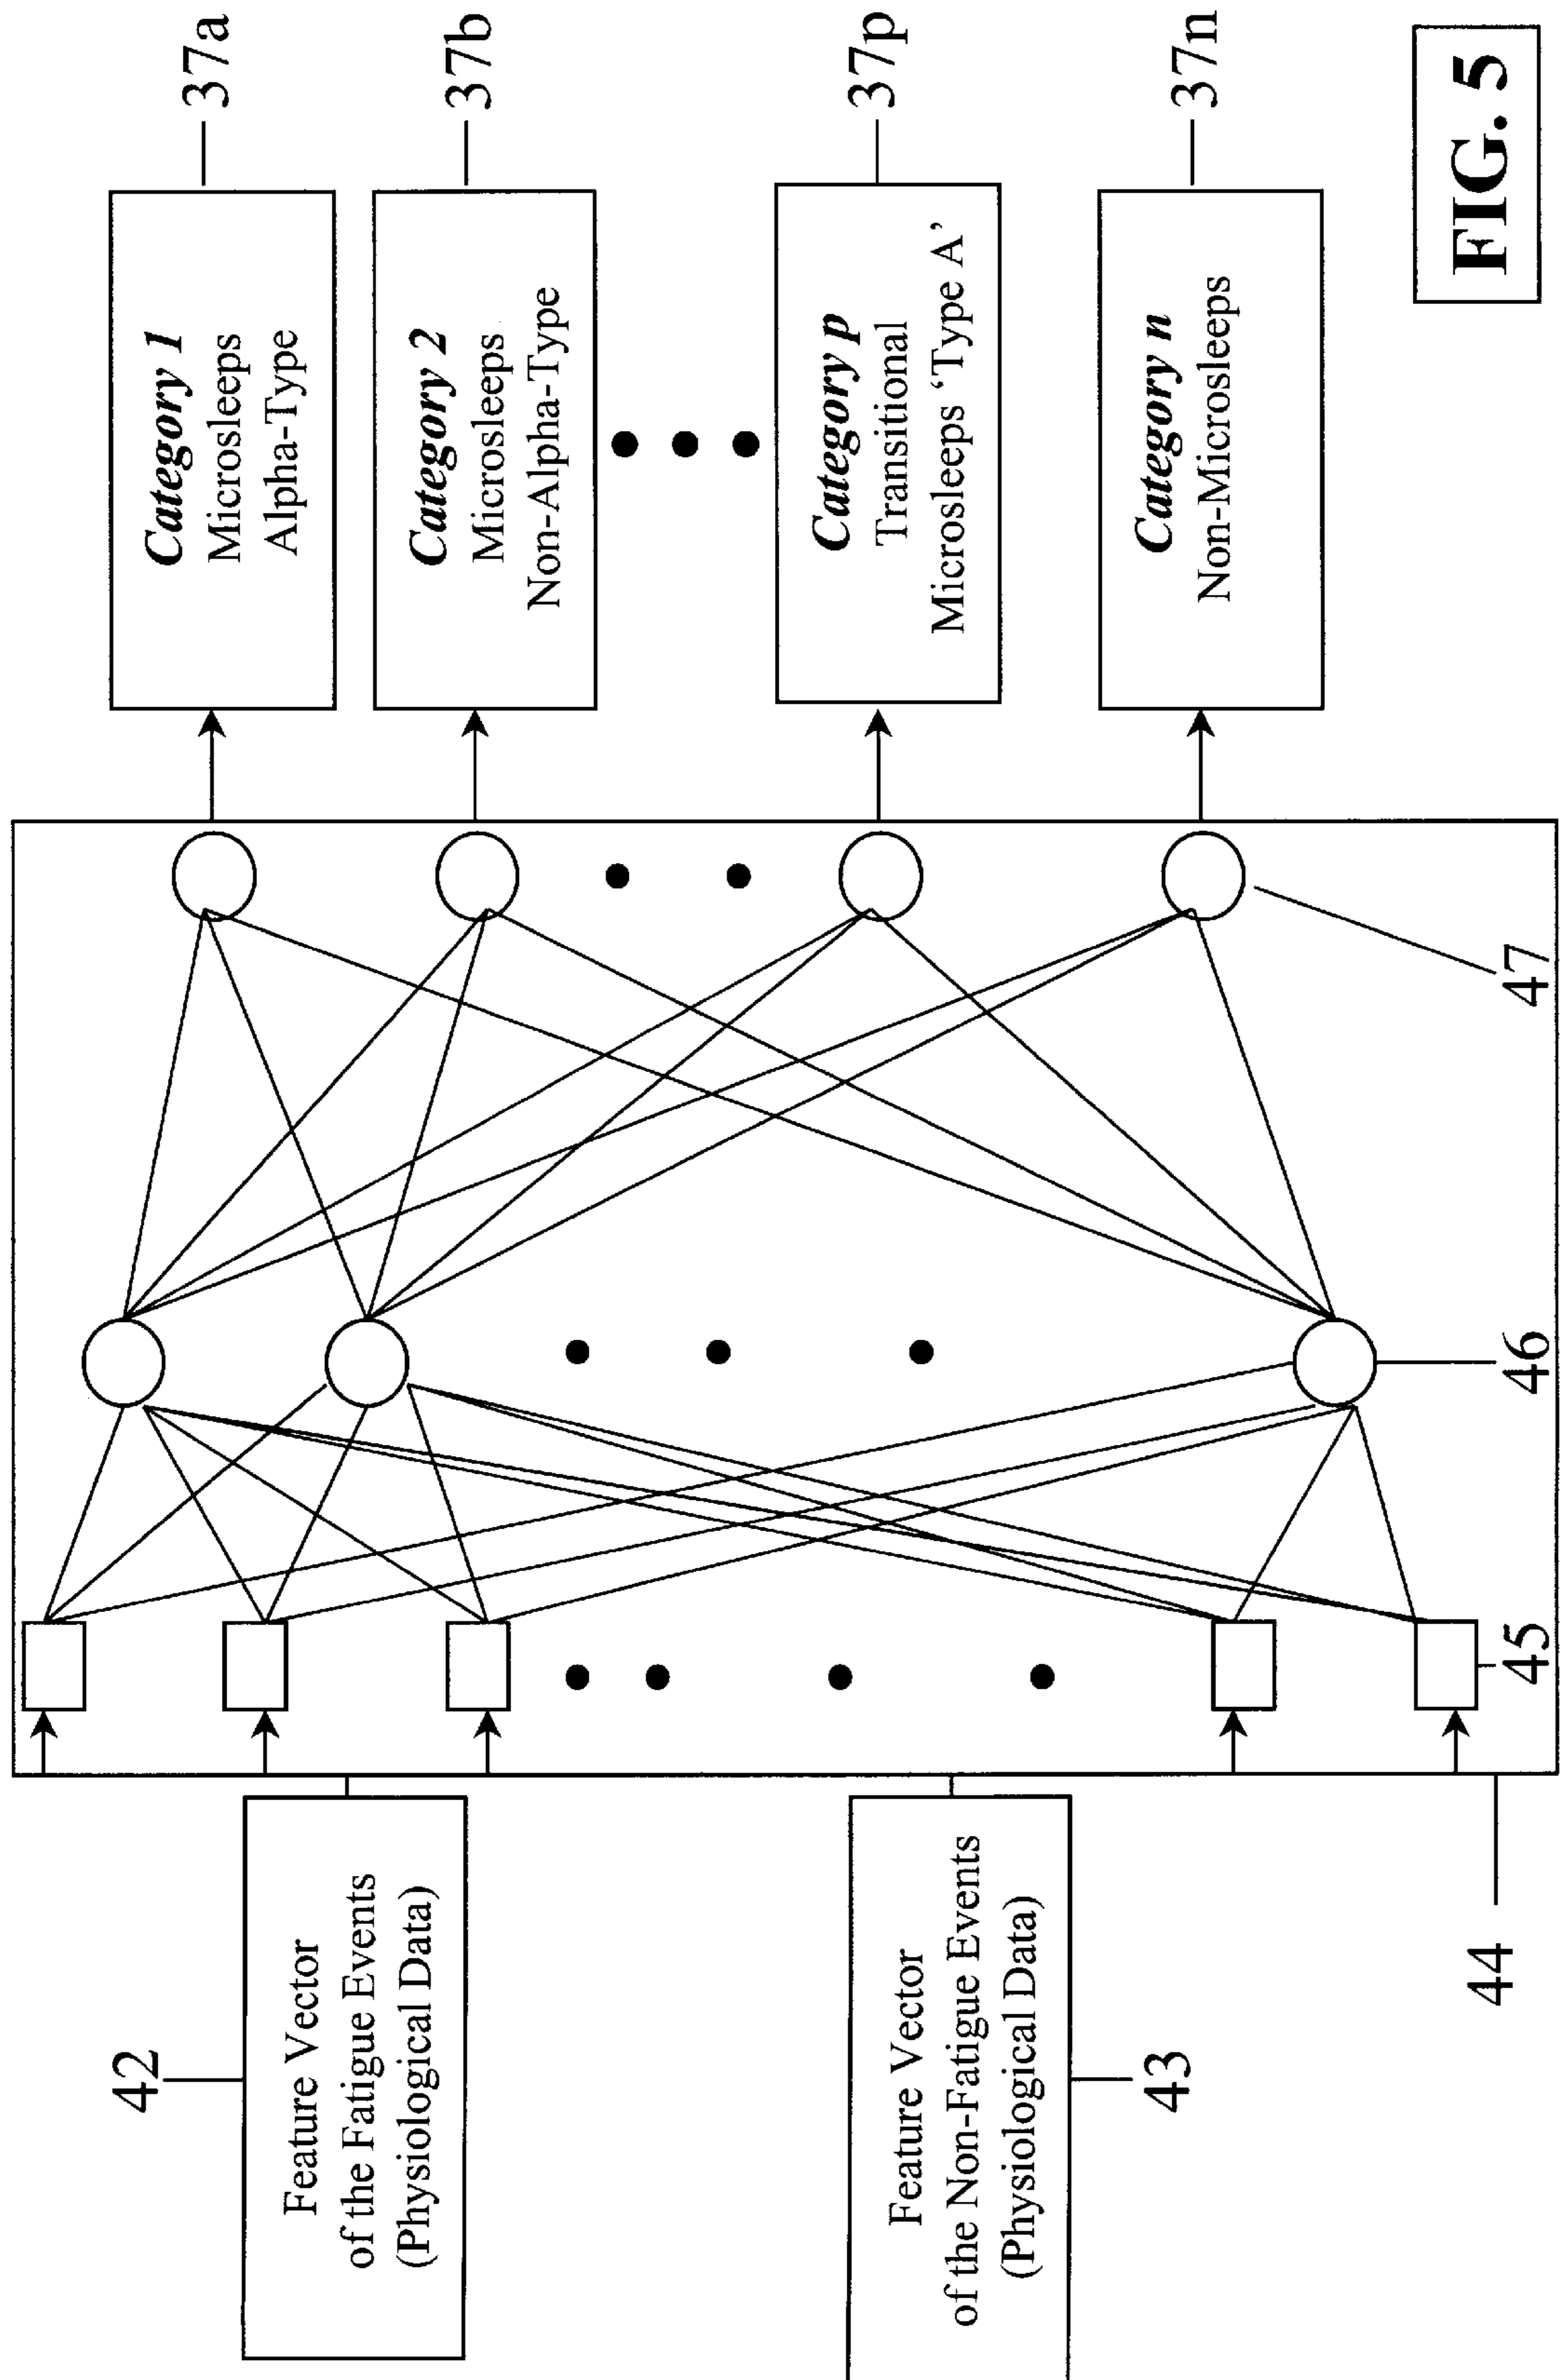 42
Feature Vector
of the Fatigue Events
(Physiological Data)
Feature Vector
of the Non-Fatigue Events
(Physiological Data)
43
44
45
46
47
Category 1
Microsleeps
Alpha-Type
37a
Category 2
Microsleeps
Non-Alpha-Type
37b
Category p
Transitional
Microsleeps ‘Type A’
37p
Category n
Non-Microsleeps
37n
FIG. 5